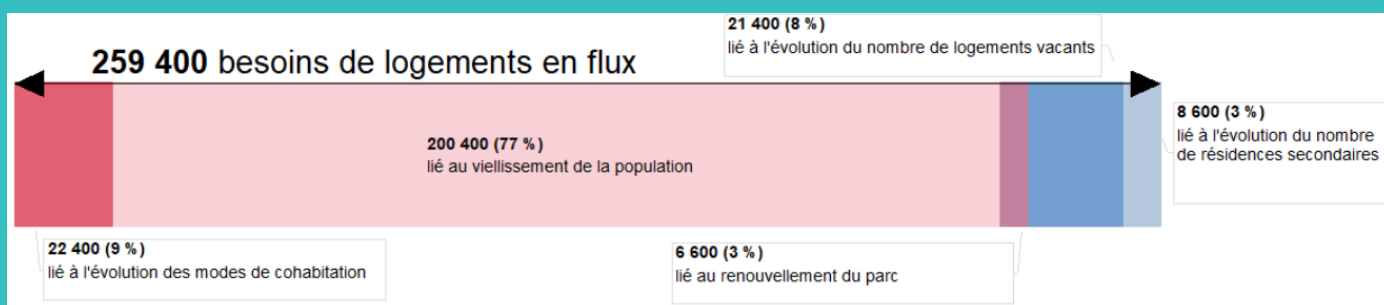 21 400 (8 %)
lié à l'évolution du nombre de logements vacants
259 400 besoins de logements en flux
8 600 (3 %)
lié à l'évolution du nombre
de résidences secondaires
200 400 (77 %)
lié au viellissement de la population
22 400 (9 %)
lié à l'évolution des modes de cohabitation
6 600 (3 %)
lié au renouvellement du parc